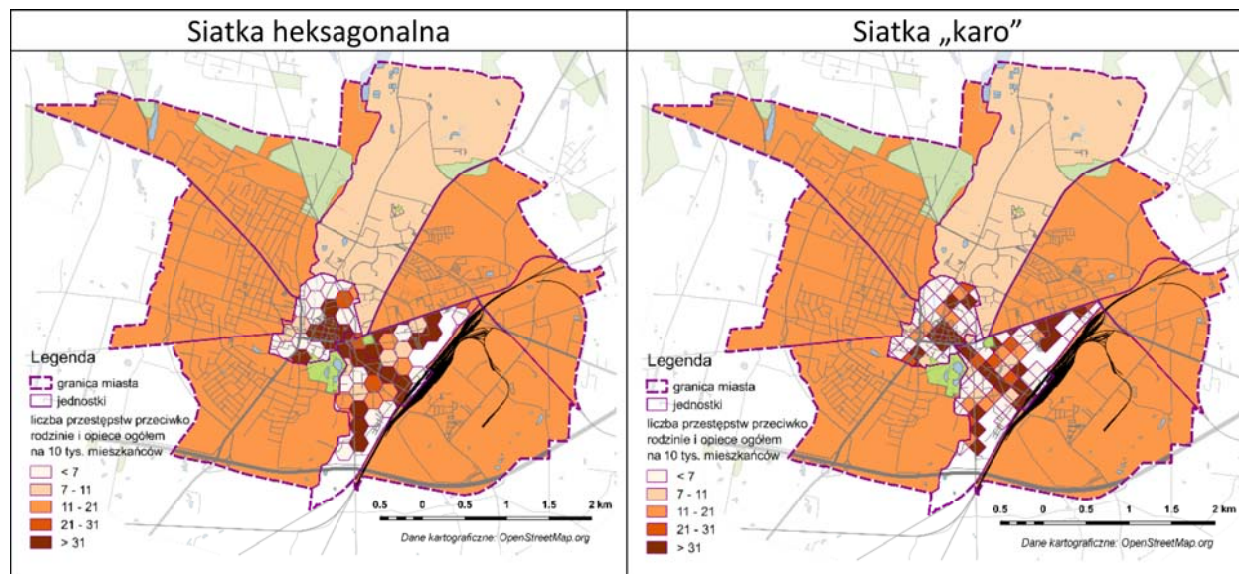 Siatka heksagonalna
Legenda
granica miasta
jednostki
liczba przestępstw przeciwko
rodzinie i opiece ogółem
na 10 tys. mieszkańców
< 7
7 - 11
11 - 21
21 - 31
> 31
0.5 0 0.5 1 1.5 2 km
Dane kartograficzne: OpenStreetMap.org
Siatka „karo”
Legenda
granica miasta
jednostki
liczba przestępstw przeciwko
rodzinie i opiece ogółem
na 10 tys. mieszkańców
< 7
7 - 11
11 - 21
21 - 31
> 31
0.5 0 0.5 1 1.5 2 km
Dane kartograficzne: OpenStreetMap.org